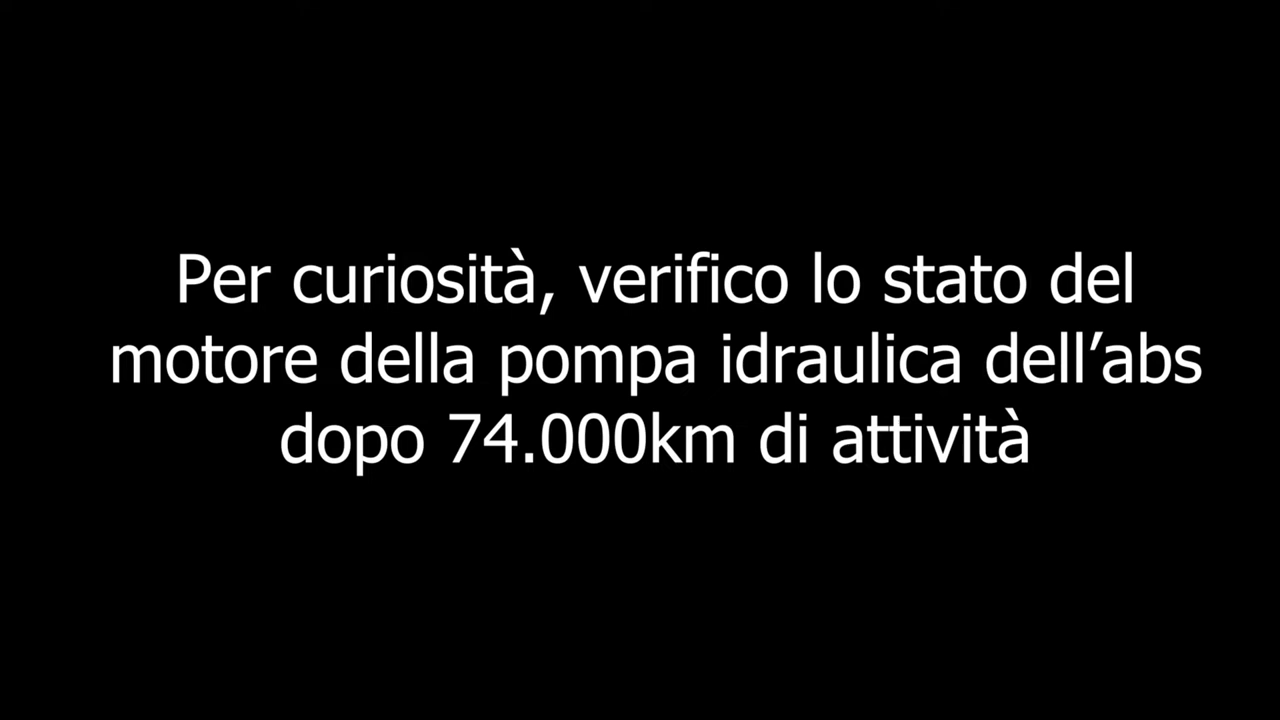 Per curiosità, verifico lo stato del
motore della pompa idraulica dell’abs
dopo 74.000km di attività